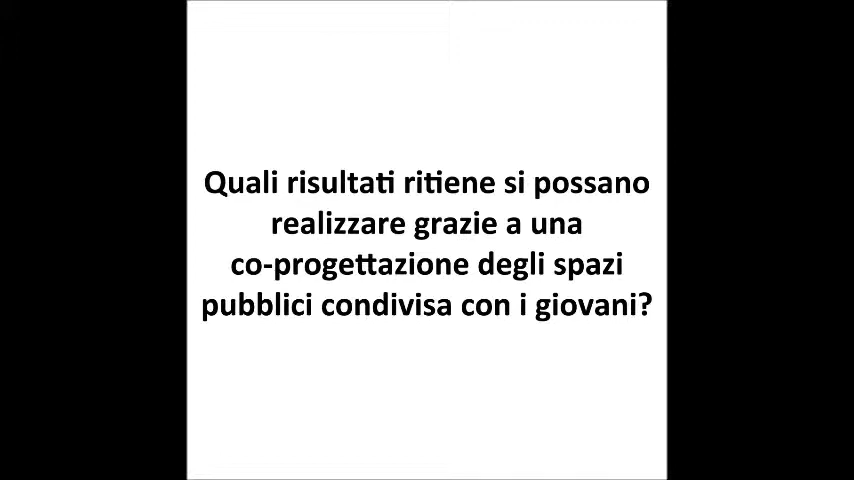 Quali risultati ritiene si possano
realizzare grazie a una
co-progettazione degli spazi
pubblici condivisa con i giovani?